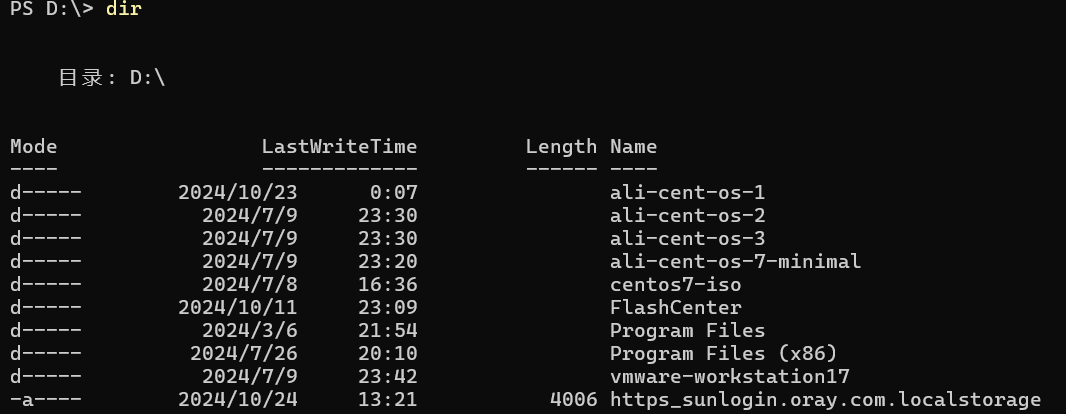 PS D:\> dir
目录: D:\
Mode LastWriteTime Length Name
---- ------------- ------ ----
d----- 2024/10/23 0:07 ali-cent-os-1
d----- 2024/7/9 23:30 ali-cent-os-2
d----- 2024/7/9 23:30 ali-cent-os-3
d----- 2024/7/9 23:20 ali-cent-os-7-minimal
d----- 2024/7/8 16:36 centos7-iso
d----- 2024/10/11 23:09 FlashCenter
d----- 2024/3/6 21:54 Program Files
d----- 2024/7/26 20:10 Program Files (x86)
d----- 2024/7/9 23:42 vmware-workstation17
-a---- 2024/10/24 13:21 4006 https_sunlogin.oray.com.localstorage